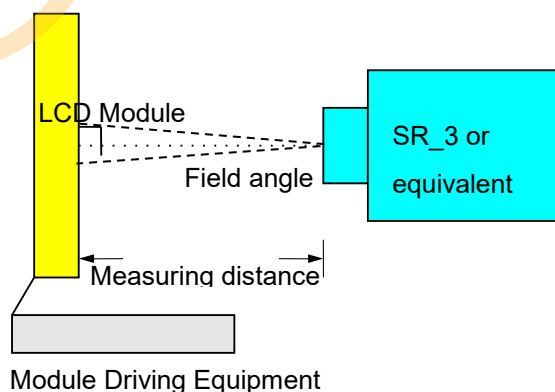 LCD Module
SR_3 or
equivalent
Field angle
Measuring distance
Module Driving Equipment